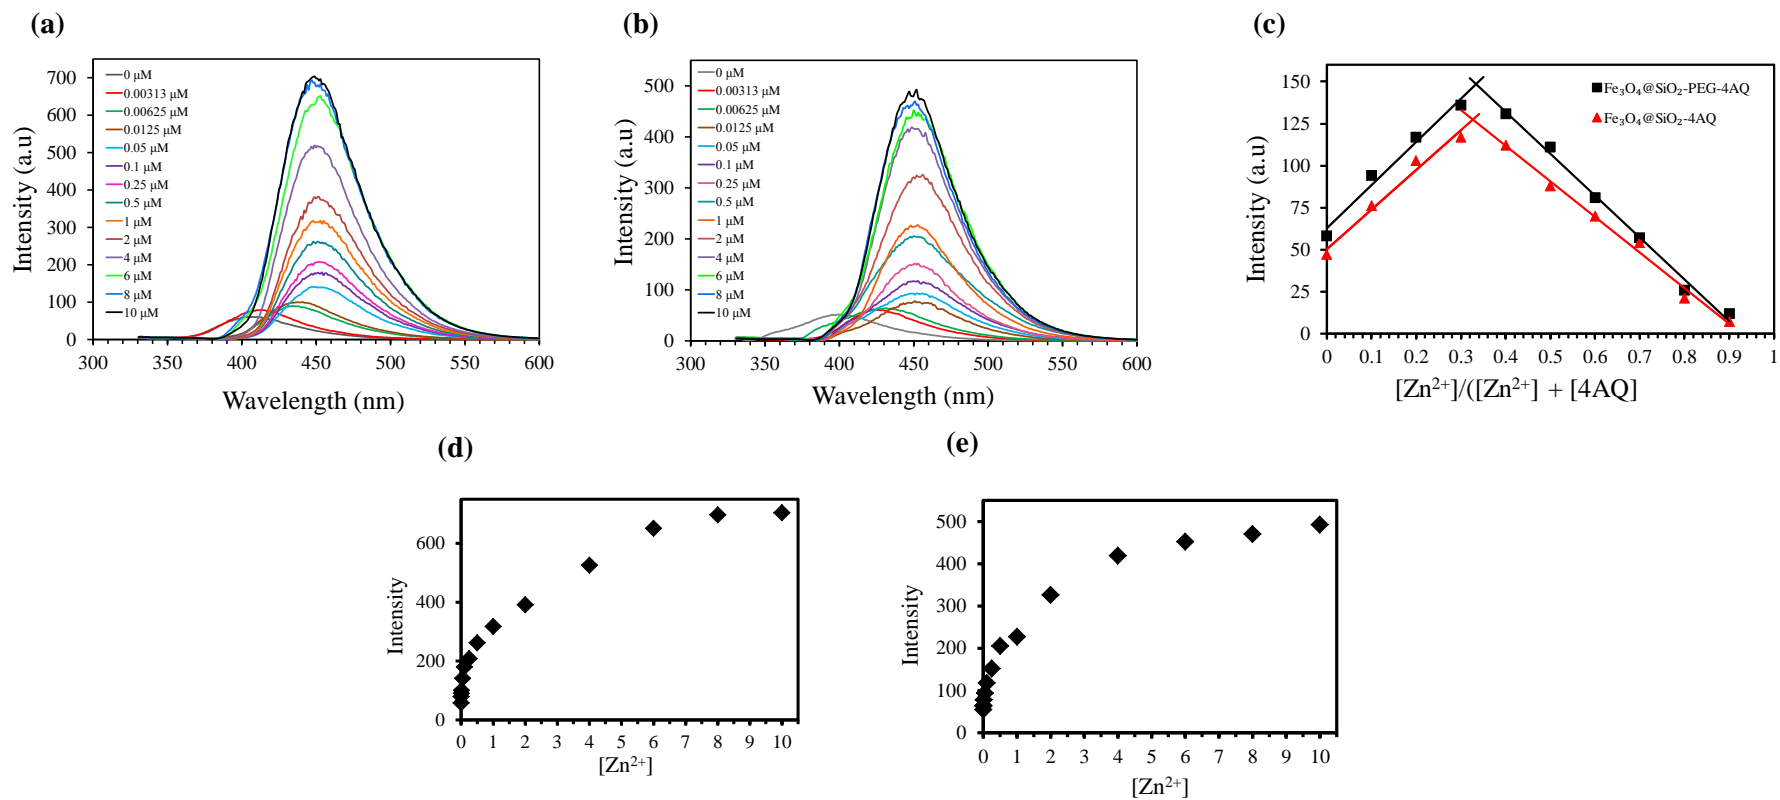 (a)
700
600
500
400
300
200
100
0
300 350 400 450 500 550 600
Intensity (a.u)
Wavelength (nm)
0 μM
0.00313 μM
0.00625 μM
0.0125 μM
0.05 μM
0.1 μM
0.25 μM
0.5 μM
1 μM
2 μM
4 μM
6 μM
8 μM
10 μM
(b)
500
400
300
200
100
0
300 350 400 450 500 550 600
Intensity (a.u)
Wavelength (nm)
0 μM
0.00313 μM
0.00625 μM
0.0125 μM
0.05 μM
0.1 μM
0.25 μM
0.5 μM
1 μM
2 μM
4 μM
6 μM
8 μM
10 μM
(c)
150
125
100
75
50
25
0
0 0.1 0.2 0.3 0.4 0.5 0.6 0.7 0.8 0.9 1
Intensity (a.u)
[Zn²⁺]/([Zn²⁺] + [4AQ]
Fe₃O₄@SiO₂-PEG-4AQ
Fe₃O₄@SiO₂-4AQ
(d)
600
400
200
0
0 1 2 3 4 5 6 7 8 9 10
Intensity
[Zn²⁺]
(e)
500
400
300
200
100
0
0 1 2 3 4 5 6 7 8 9 10
Intensity
[Zn²⁺]